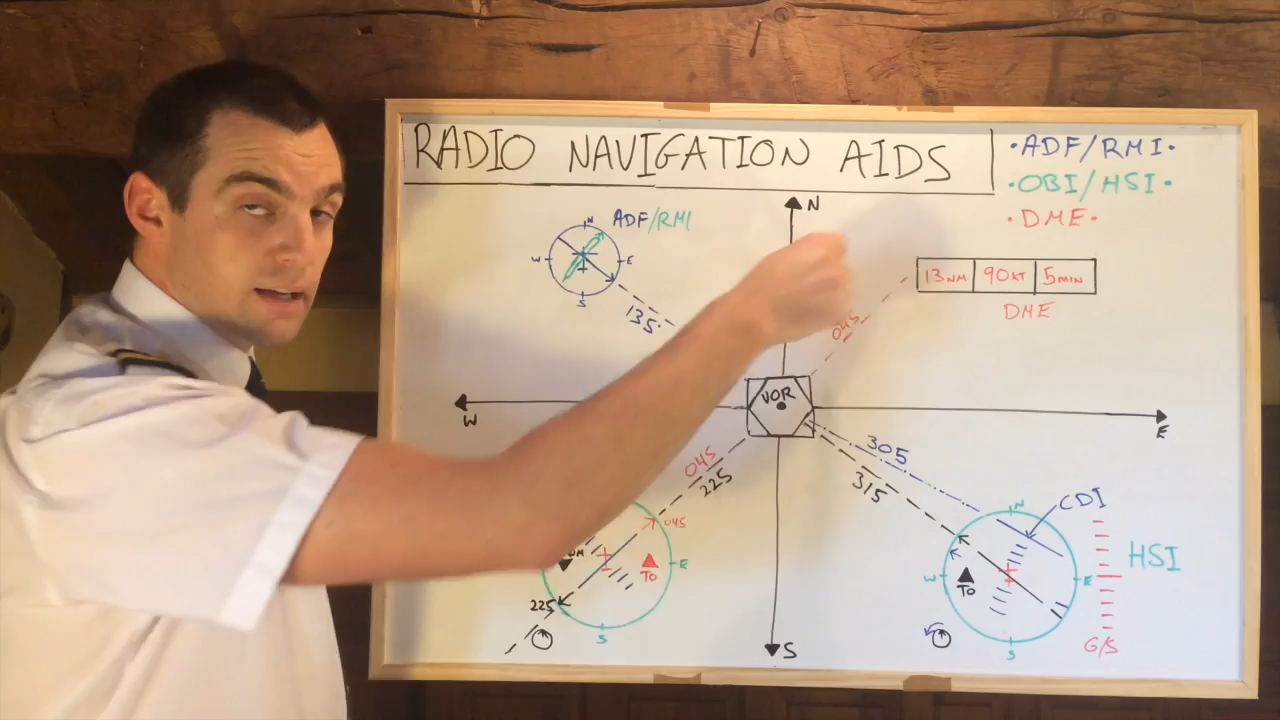 RADIO NAVIGATION AIDS
·ADF/RMI·
·OBI/HSI·
·DME·
N
ADF/RMI
N
W
E
S
135·
045
13NM 90KT 5MIN
DME
VOR
W
E
045
225
305
315
045
E
TO
225
S
S
CDI
N
W
E
TO
S
HSI
G/S